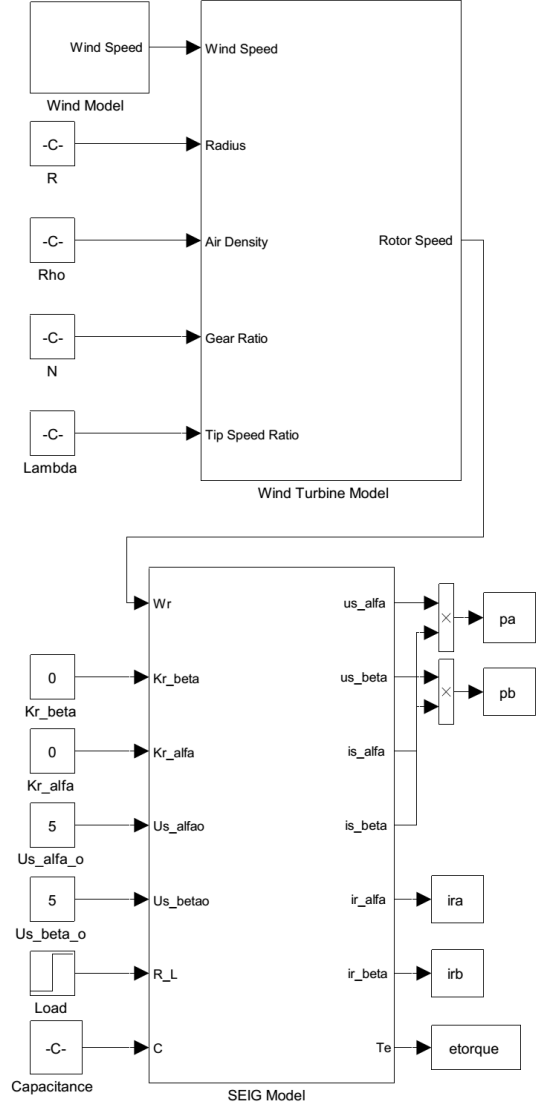 Wind Speed
Wind Speed
Wind Model
-C-
Radius
R
-C-
Air Density
Rotor Speed
Rho
-C-
Gear Ratio
N
-C-
Tip Speed Ratio
Lambda
Wind Turbine Model
Wr
us_alfa
×
pa
0
Kr_beta
us_beta
×
pb
Kr_beta
0
Kr_alfa
is_alfa
Kr_alfa
5
Us_alfao
is_beta
Us_alfa_o
5
Us_betao
ir_alfa
ira
Us_beta_o
R_L
ir_beta
irb
Load
-C-
C
Te
etorque
Capacitance
SEIG Model